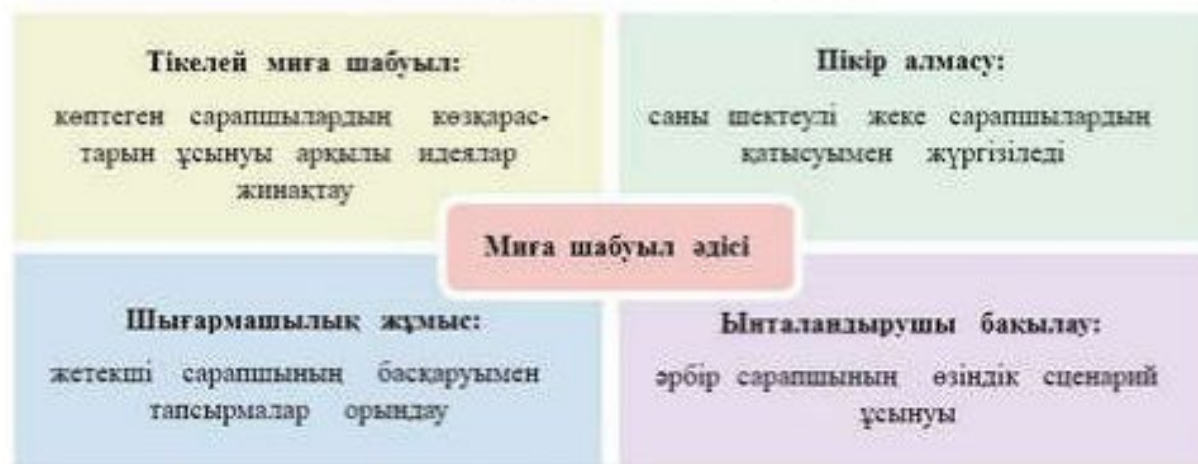 Тікелей миға шабуыл:
көптеген сарапшылардың көзқарас-
тарын ұсынуы арқылы идеялар
жинақтау
Пікір алмасу:
саны шектеулі жеке сарапшылардың
қатысуымен жүргізіледі
Миға шабуыл әдісі
Шығармашылық жұмыс:
жетекші сарапшының басқаруымен
тапсырмалар орындау
Ынталандырушы бақылау:
әрбір сарапшының өзіндік сценарий
ұсынуы